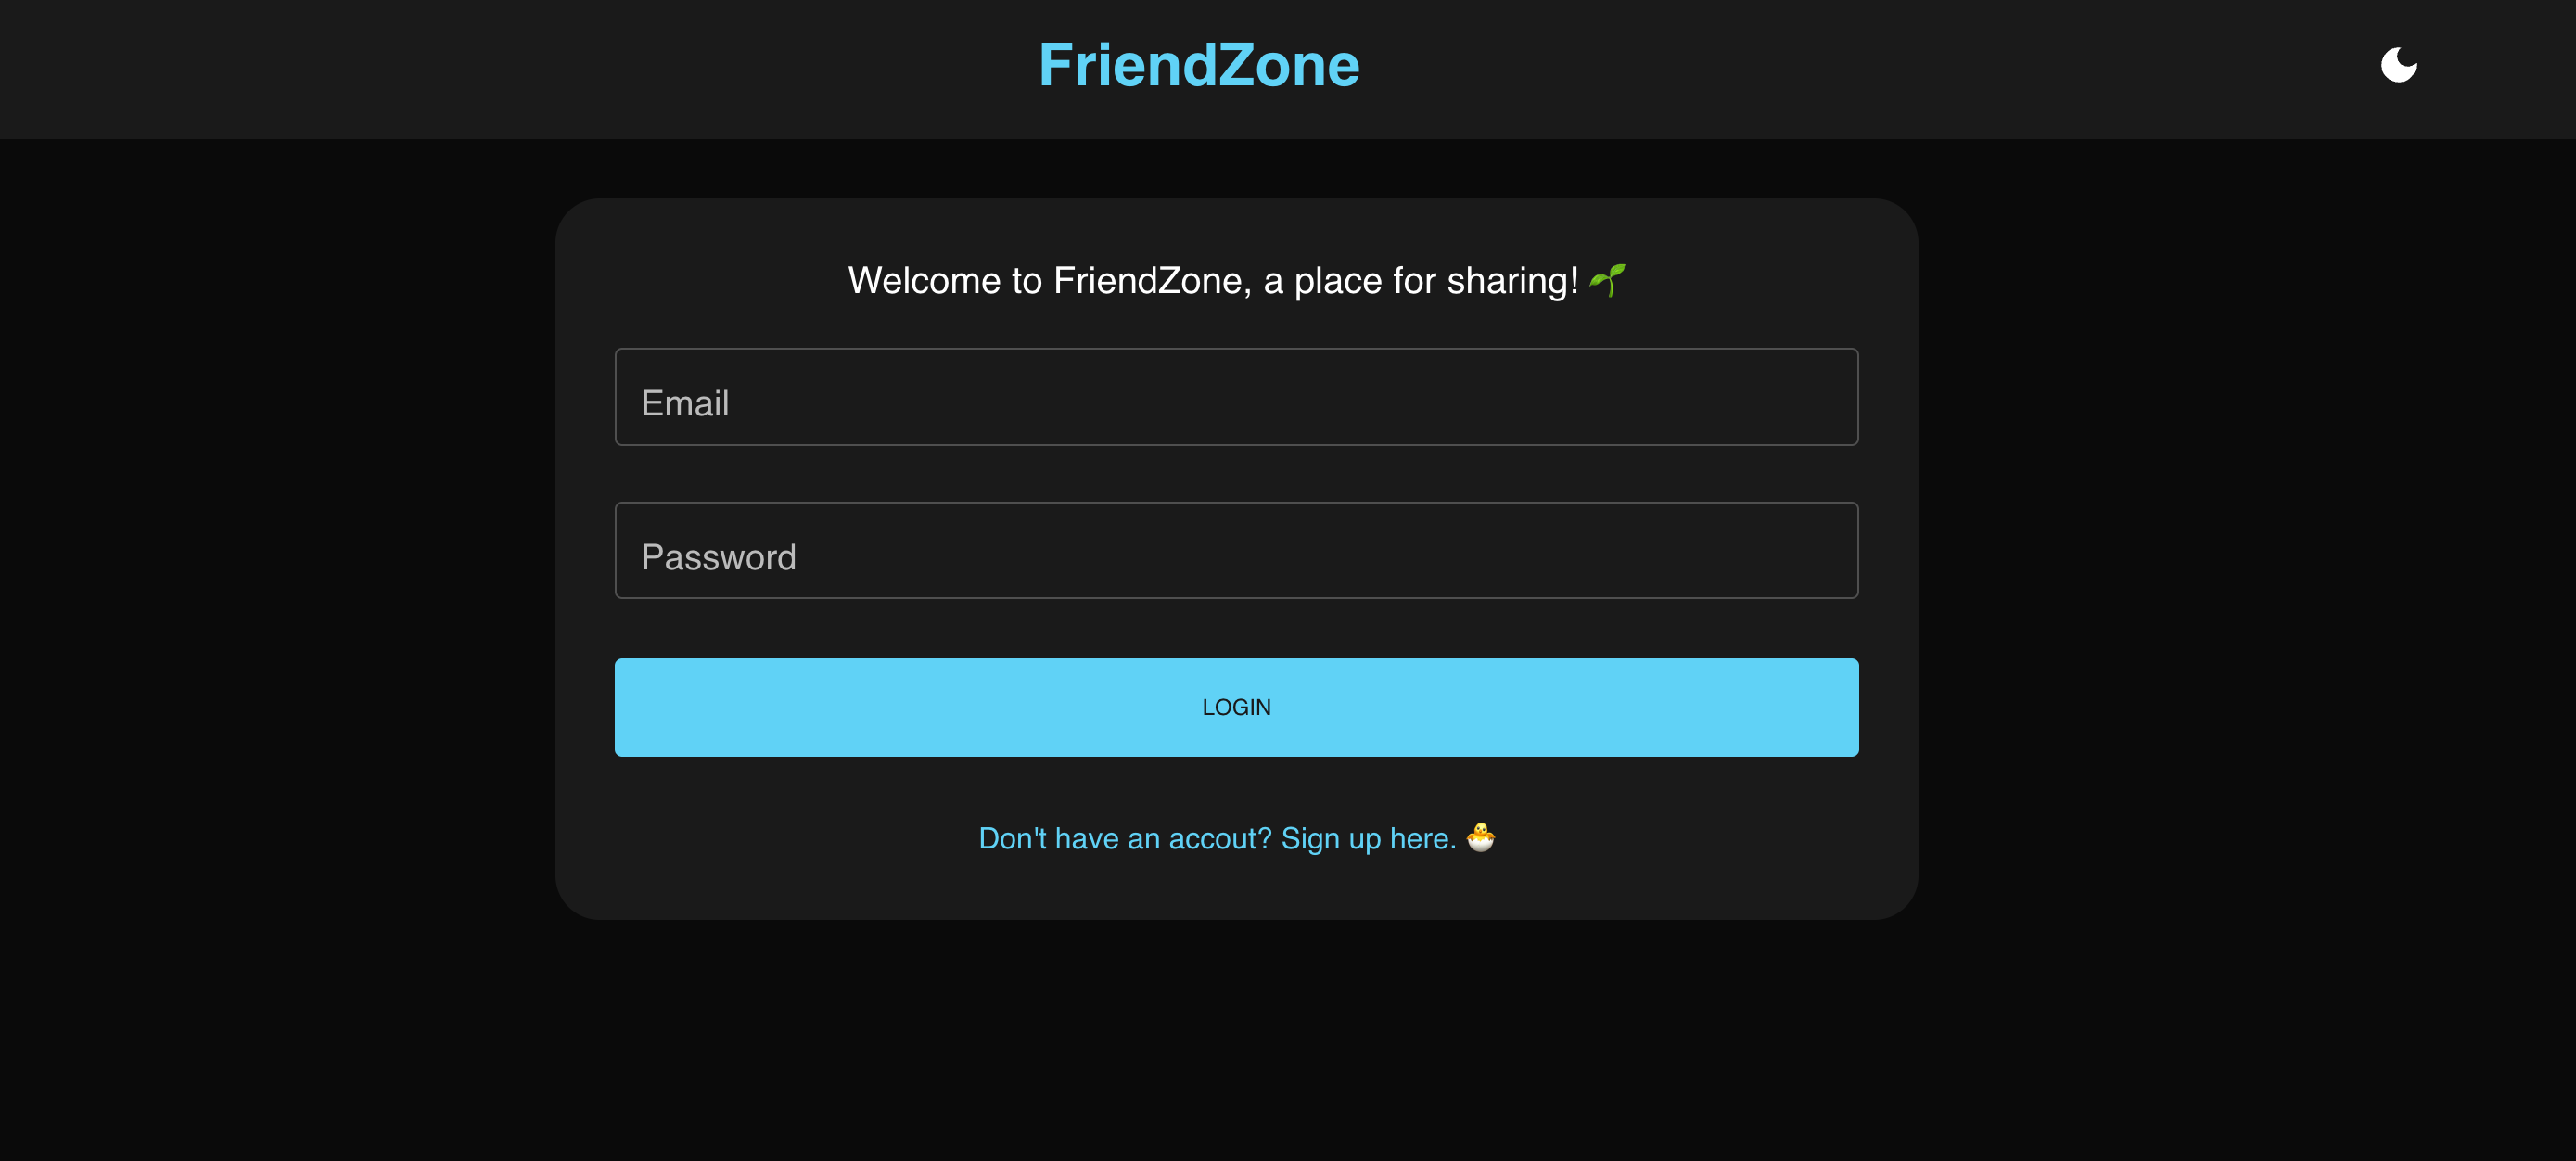 FriendZone
Welcome to FriendZone, a place for sharing! 🌱
Email
Password
LOGIN
Don't have an accout? Sign up here. 🐣